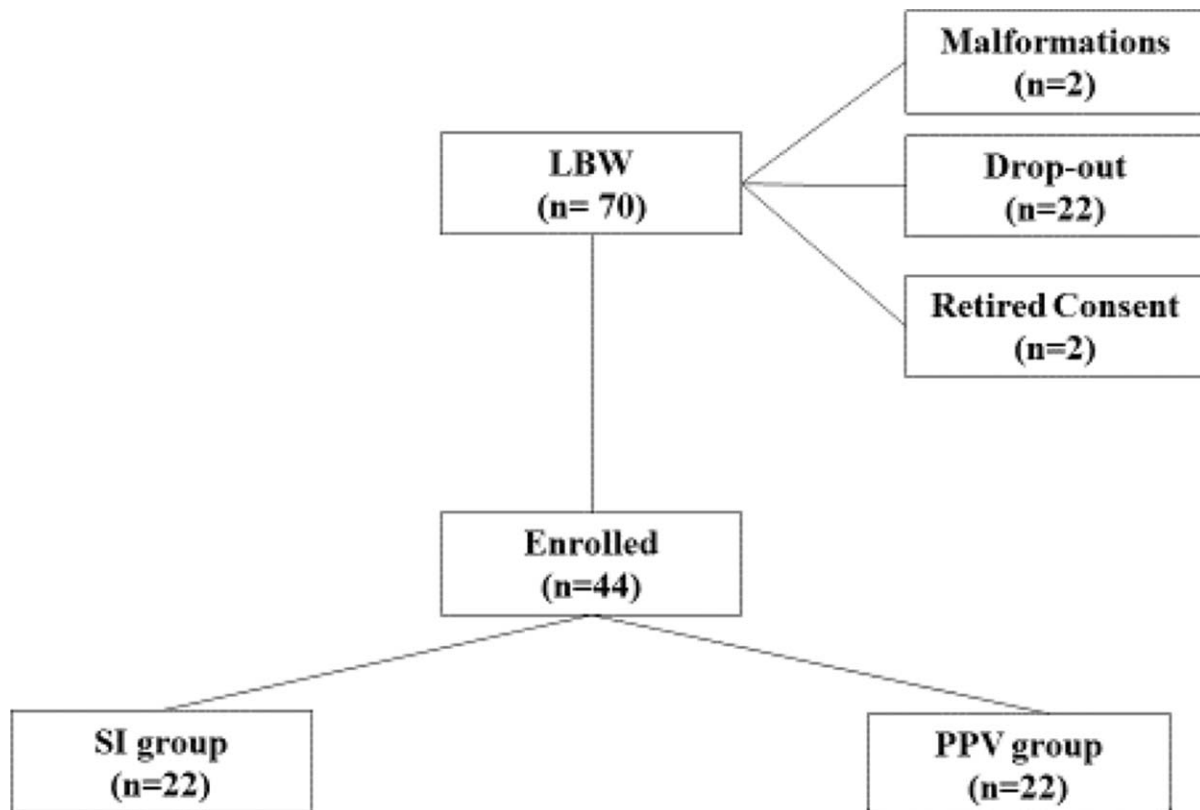 Malformations
(n=2)
LBW
(n= 70)
Drop-out
(n=22)
Retired Consent
(n=2)
Enrolled
(n=44)
SI group
(n=22)
PPV group
(n=22)